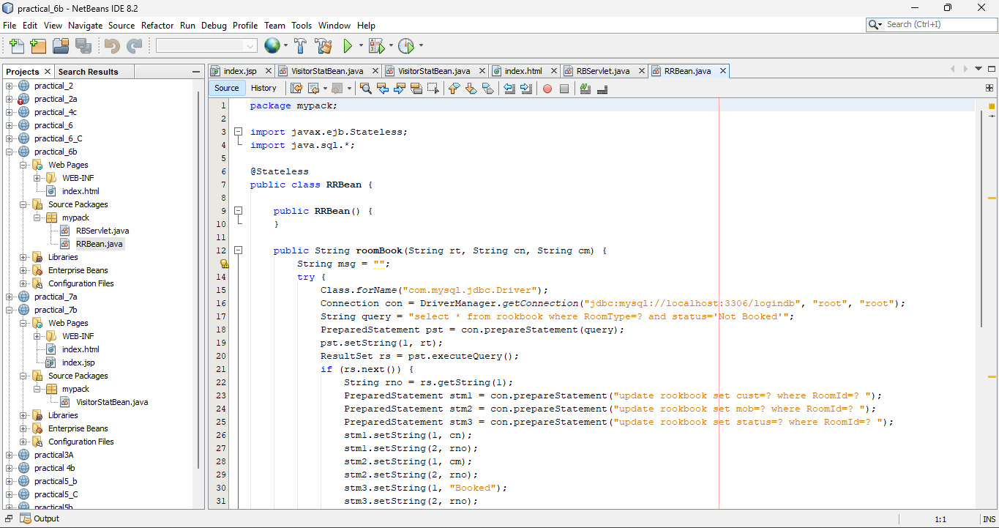 practical_6b - NetBeans IDE 8.2
File Edit View Navigate Source Refactor Run Debug Profile Team Tools Window Help
Search (Ctrl+I)
Projects
Search Results
practical_2
practical_2a
practical_4c
practical_6
practical_6_C
practical_6b
Web Pages
WEB-INF
index.html
Source Packages
mypack
RBServlet.java
RRBean.java
Libraries
Enterprise Beans
Configuration Files
practical_7a
practical_7b
Web Pages
WEB-INF
index.html
index.jsp
Source Packages
mypack
VisitorStatBean.java
Libraries
Enterprise Beans
Configuration Files
practical3A
practical 4b
practical5_b
practical5_C
practical5b
index.jsp VisitorStatBean.java VisitorStatBean.java index.html RBServlet.java RRBean.java
Source History
1 package mypack;
2
3 import javax.ejb.Stateless;
4 import java.sql.*;
5
6 @Stateless
7 public class RRBean {
8
9 public RRBean() {
10 }
11
12 public String roomBook(String rt, String cn, String cm) {
String msg = "";
14 try {
15 Class.forName("com.mysql.jdbc.Driver");
16 Connection con = DriverManager.getConnection("jdbc:mysql://localhost:3306/logindb", "root", "root");
17 String query = "select * from rookbook where RoomType=? and status='Not Booked'";
18 PreparedStatement pst = con.prepareStatement(query);
19 pst.setString(1, rt);
20 ResultSet rs = pst.executeQuery();
21 if (rs.next()) {
22 String rno = rs.getString(1);
23 PreparedStatement stm1 = con.prepareStatement("update rookbook set cust=? where RoomId=? ");
24 PreparedStatement stm2 = con.prepareStatement("update rookbook set mob=? where RoomId=? ");
25 PreparedStatement stm3 = con.prepareStatement("update rookbook set status=? where RoomId=? ");
26 stm1.setString(1, cn);
27 stm1.setString(2, rno);
28 stm2.setString(1, cm);
29 stm2.setString(2, rno);
30 stm3.setString(1, "Booked");
31 stm3.setString(2, rno);
Output
1:1
INS